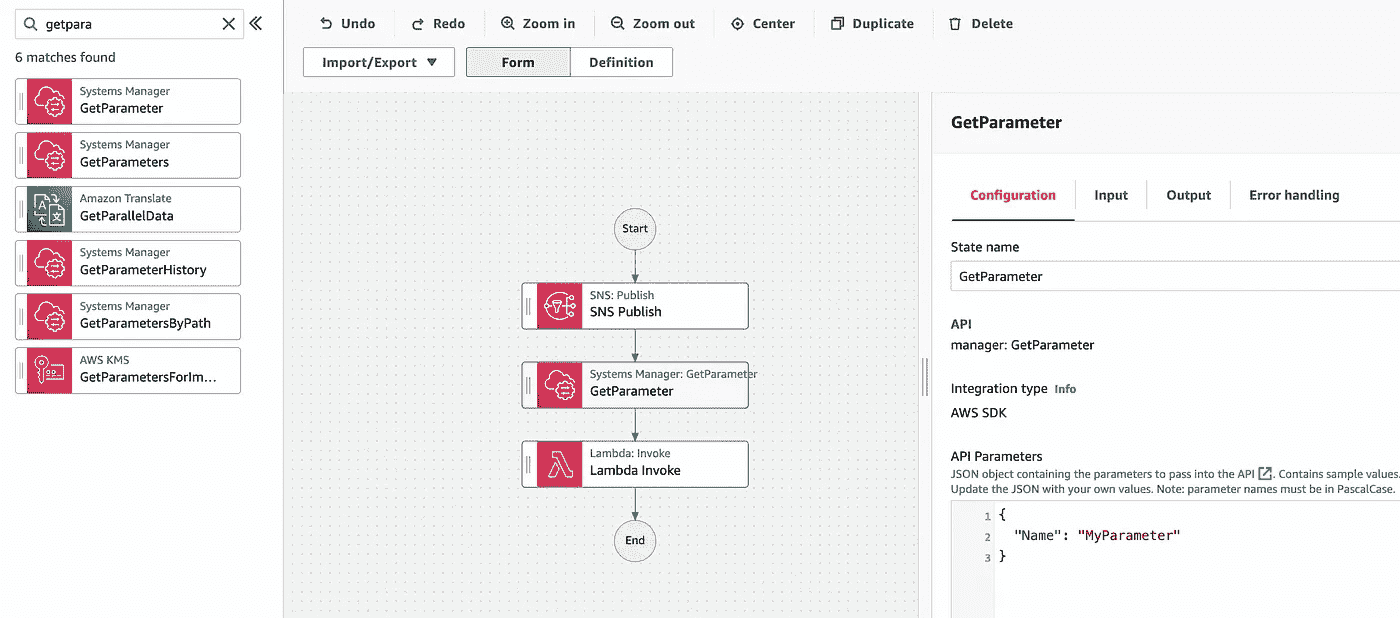 getpara
6 matches found
Systems Manager
GetParameter
Systems Manager
GetParameters
Amazon Translate
GetParallelData
Systems Manager
GetParameterHistory
Systems Manager
GetParametersByPath
AWS KMS
GetParametersForIm...
Undo Redo Zoom in Zoom out Center Duplicate Delete
Import/Export Form Definition
Start
SNS: Publish
SNS Publish
Systems Manager: GetParameter
GetParameter
Lambda: Invoke
Lambda Invoke
End
GetParameter
Configuration Input Output Error handling
State name
GetParameter
API
manager: GetParameter
Integration type Info
AWS SDK
API Parameters
JSON object containing the parameters to pass into the API . Contains sample values.
Update the JSON with your own values. Note: parameter names must be in PascalCase.
1 {
2 "Name": "MyParameter"
3 }